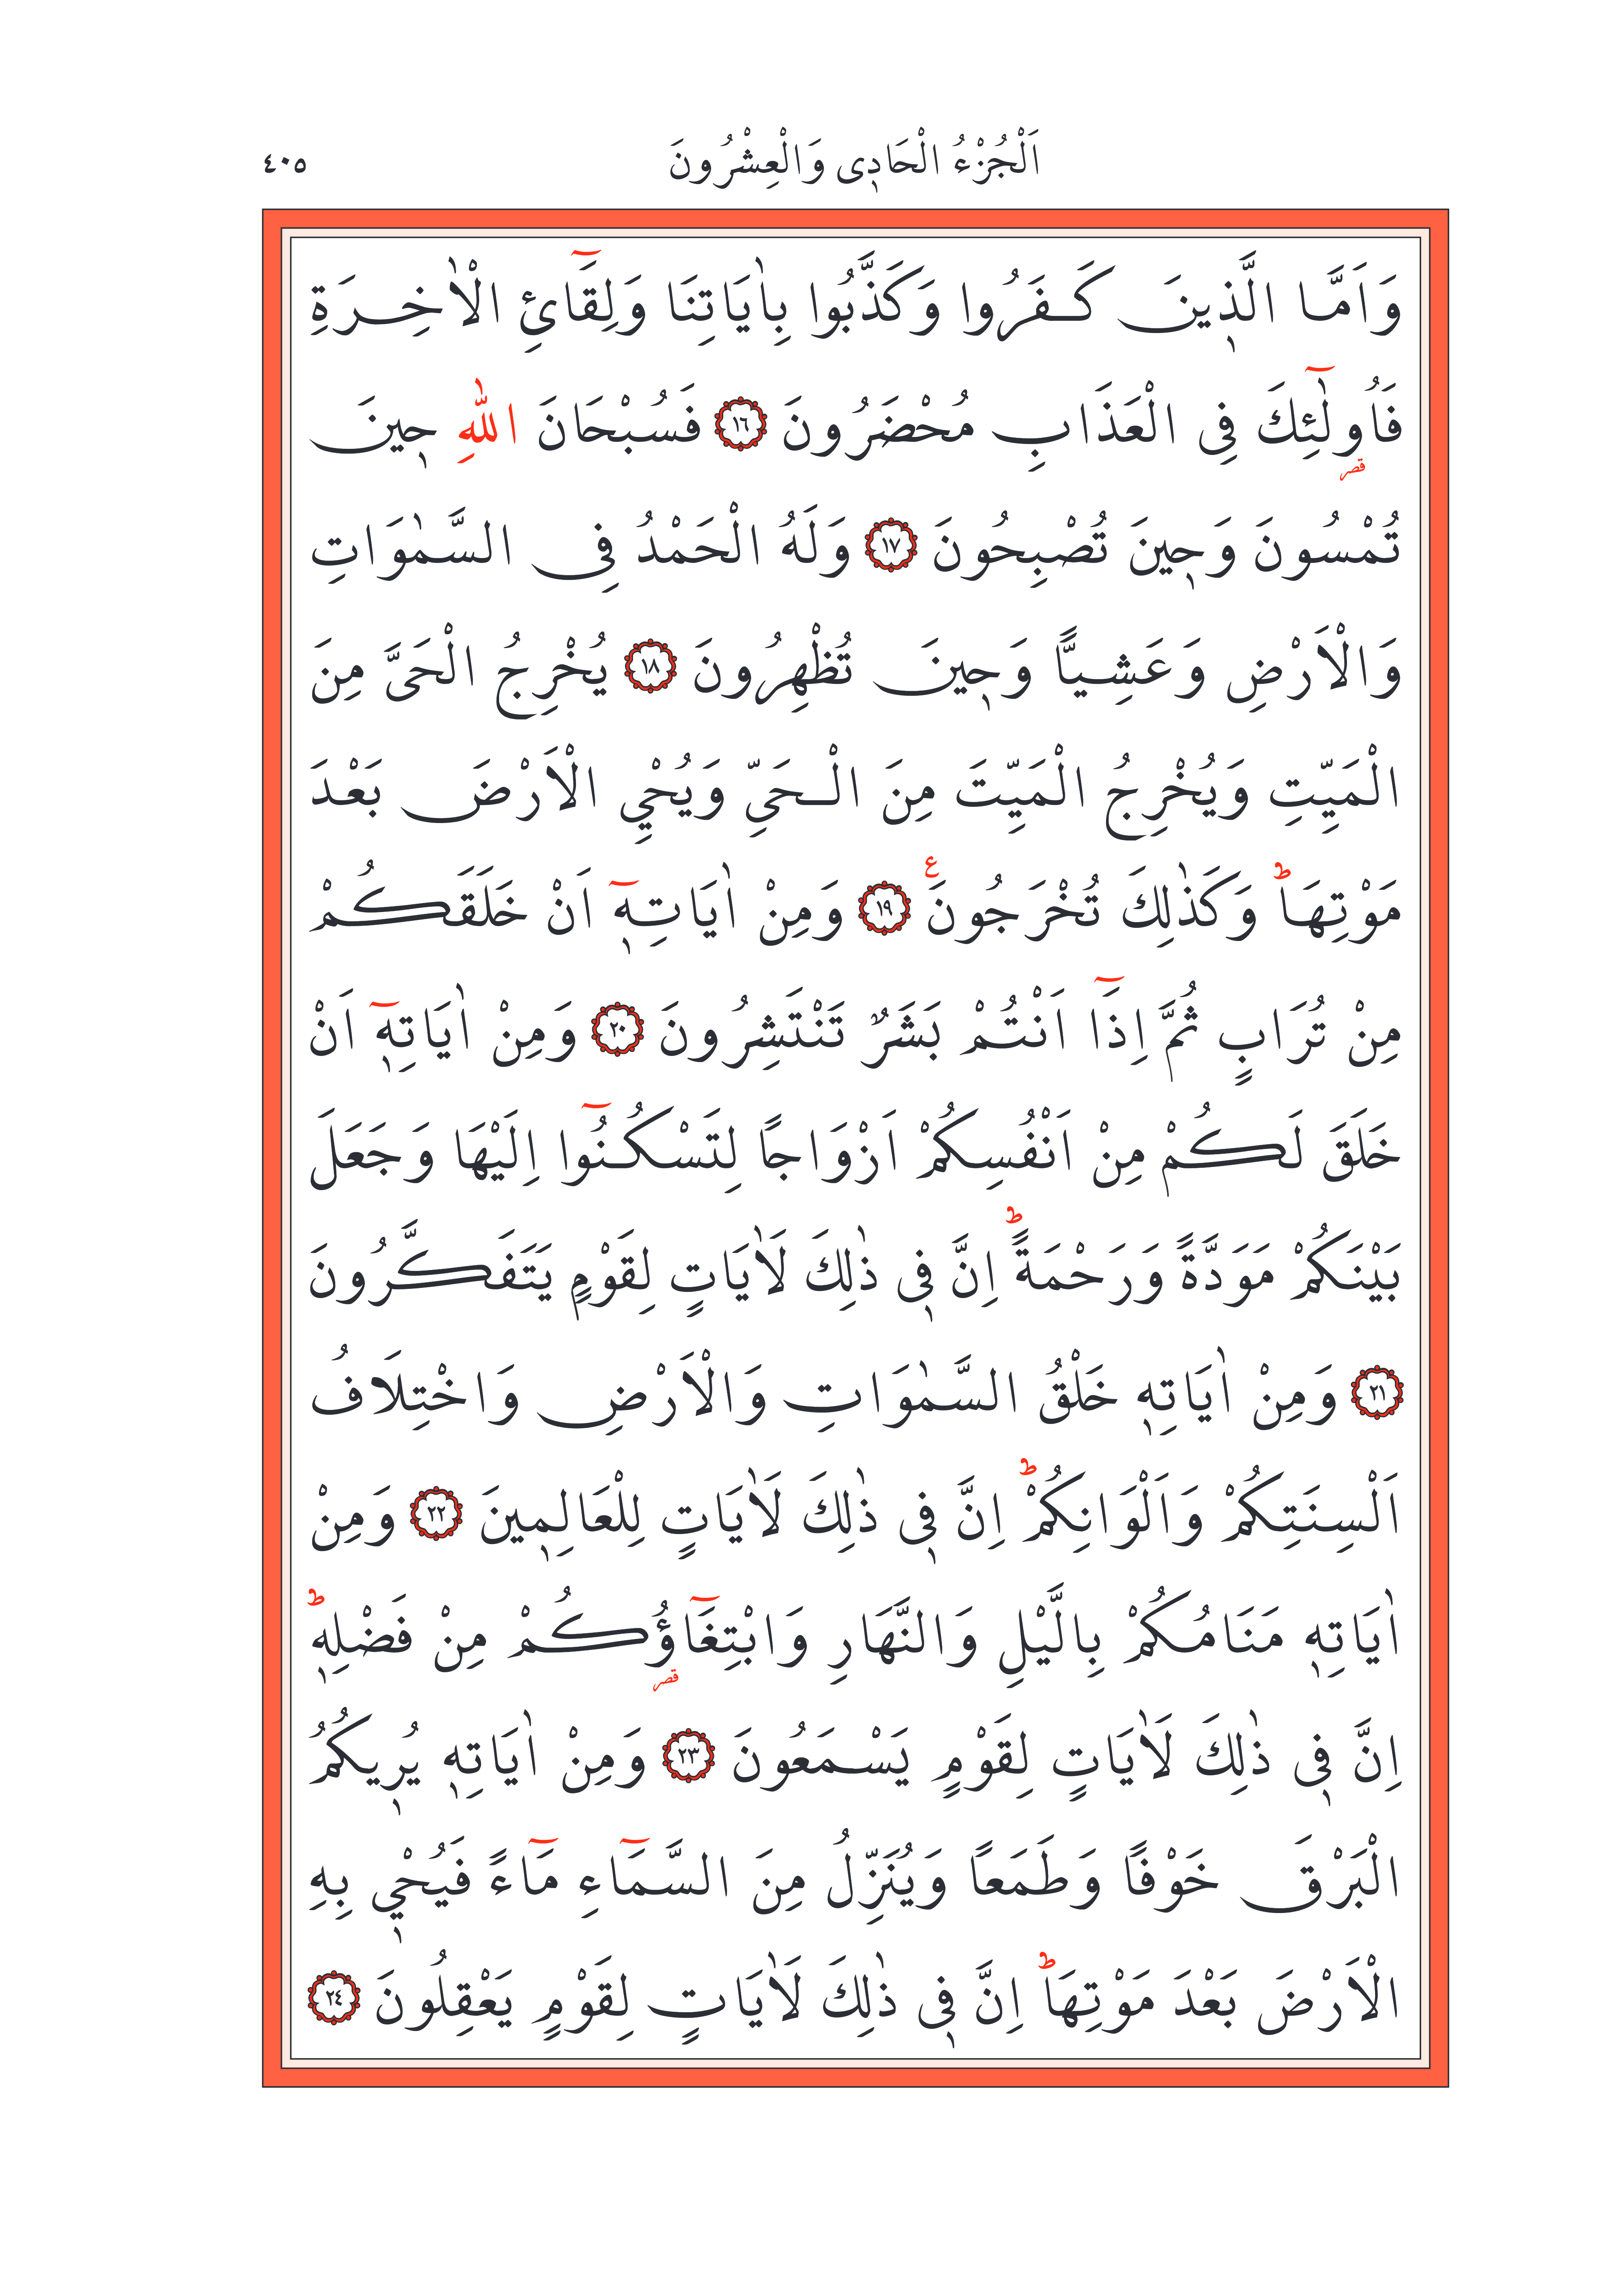 اَلْجُزْءُ الْحَادٖى وَالْعِشْرُونَ ٤٠٥
وَاَمَّا الَّذٖينَ كَفَرُوا وَكَذَّبُوا بِاٰيَاتِنَا وَلِقَٓائِ الْاٰخِرَةِ
فَاُو۬لٰٓئِكَ فِى الْعَذَابِ مُحْضَرُونَ ﴿١٦﴾ فَسُبْحَانَ اللّٰهِ حٖينَ
قصر
تُمْسُونَ وَحٖينَ تُصْبِحُونَ ﴿١٧﴾ وَلَهُ الْحَمْدُ فِى السَّمٰوَاتِ
وَالْاَرْضِ وَعَشِيًّا وَحٖينَ تُظْهِرُونَ ﴿١٨﴾ يُخْرِجُ الْحَىَّ مِنَ
الْمَيِّتِ وَيُخْرِجُ الْمَيِّتَ مِنَ الْحَىِّ وَيُحْيِ الْاَرْضَ بَعْدَ
مَوْتِهَاؕ وَكَذٰلِكَ تُخْرَجُونَ ع ﴿١٩﴾ وَمِنْ اٰيَاتِهٖٓ اَنْ خَلَقَكُمْ
مِنْ تُرَابٍ ثُمَّ اِذَٓا اَنْتُمْ بَشَرٌ تَنْتَشِرُونَ ﴿٢٠﴾ وَمِنْ اٰيَاتِهٖٓ اَنْ
خَلَقَ لَكُمْ مِنْ اَنْفُسِكُمْ اَزْوَاجًا لِتَسْكُنُٓوا اِلَيْهَا وَجَعَلَ
بَيْنَكُمْ مَوَدَّةً وَرَحْمَةًؕ اِنَّ فٖى ذٰلِكَ لَاٰيَاتٍ لِقَوْمٍ يَتَفَكَّرُونَ
﴿٢١﴾ وَمِنْ اٰيَاتِهٖ خَلْقُ السَّمٰوَاتِ وَالْاَرْضِ وَاخْتِلَافُ
اَلْسِنَتِكُمْ وَاَلْوَانِكُمْؕ اِنَّ فٖى ذٰلِكَ لَاٰيَاتٍ لِلْعَالِمٖينَ ﴿٢٢﴾ وَمِنْ
اٰيَاتِهٖ مَنَامُكُمْ بِالَّيْلِ وَالنَّهَارِ وَابْتِغَٓاؤُكُمْ مِنْ فَضْلِهٖؕ
قصر
اِنَّ فٖى ذٰلِكَ لَاٰيَاتٍ لِقَوْمٍ يَسْمَعُونَ ﴿٢٣﴾ وَمِنْ اٰيَاتِهٖ يُرٖيكُمُ
الْبَرْقَ خَوْفًا وَطَمَعًا وَيُنَزِّلُ مِنَ السَّمَٓاءِ مَٓاءً فَيُحْيٖ بِهِ
الْاَرْضَ بَعْدَ مَوْتِهَاؕ اِنَّ فٖى ذٰلِكَ لَاٰيَاتٍ لِقَوْمٍ يَعْقِلُونَ ﴿٢٤﴾